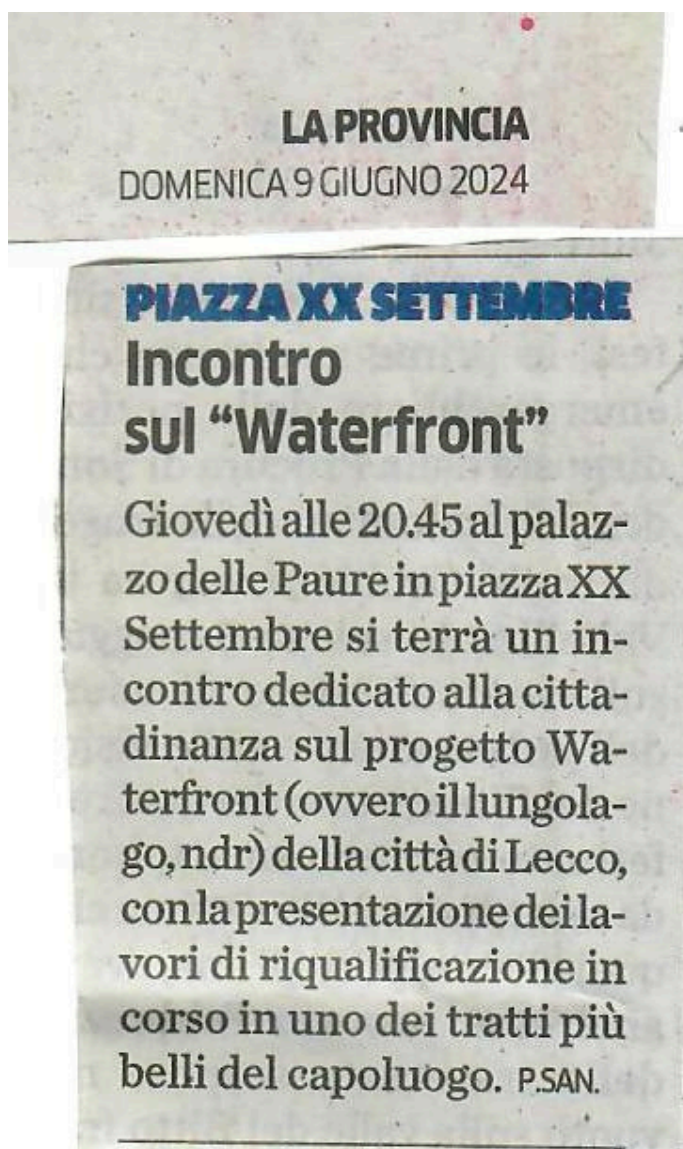 LA PROVINCIA
DOMENICA 9 GIUGNO 2024
PIAZZA XX SETTEMBRE
Incontro
sul “Waterfront”
Giovedì alle 20.45 al palaz-
zo delle Paure in piazza XX
Settembre si terrà un in-
contro dedicato alla citta-
dinanza sul progetto Wa-
terfront (ovvero il lungola-
go, ndr) della città di Lecco,
con la presentazione dei la-
vori di riqualificazione in
corso in uno dei tratti più
belli del capoluogo. P.SAN.